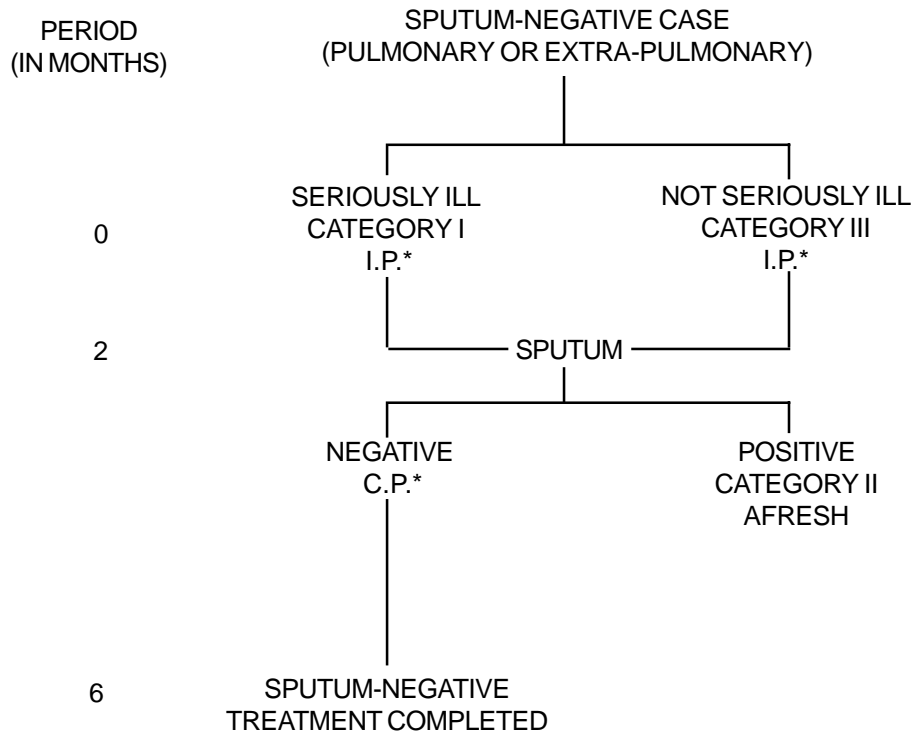 PERIOD
(IN MONTHS)
SPUTUM-NEGATIVE CASE
(PULMONARY OR EXTRA-PULMONARY)
0
SERIOUSLY ILL
CATEGORY I
I.P.*
NOT SERIOUSLY ILL
CATEGORY III
I.P.*
2
SPUTUM
NEGATIVE
C.P.*
POSITIVE
CATEGORY II
AFRESH
6
SPUTUM-NEGATIVE
TREATMENT COMPLETED